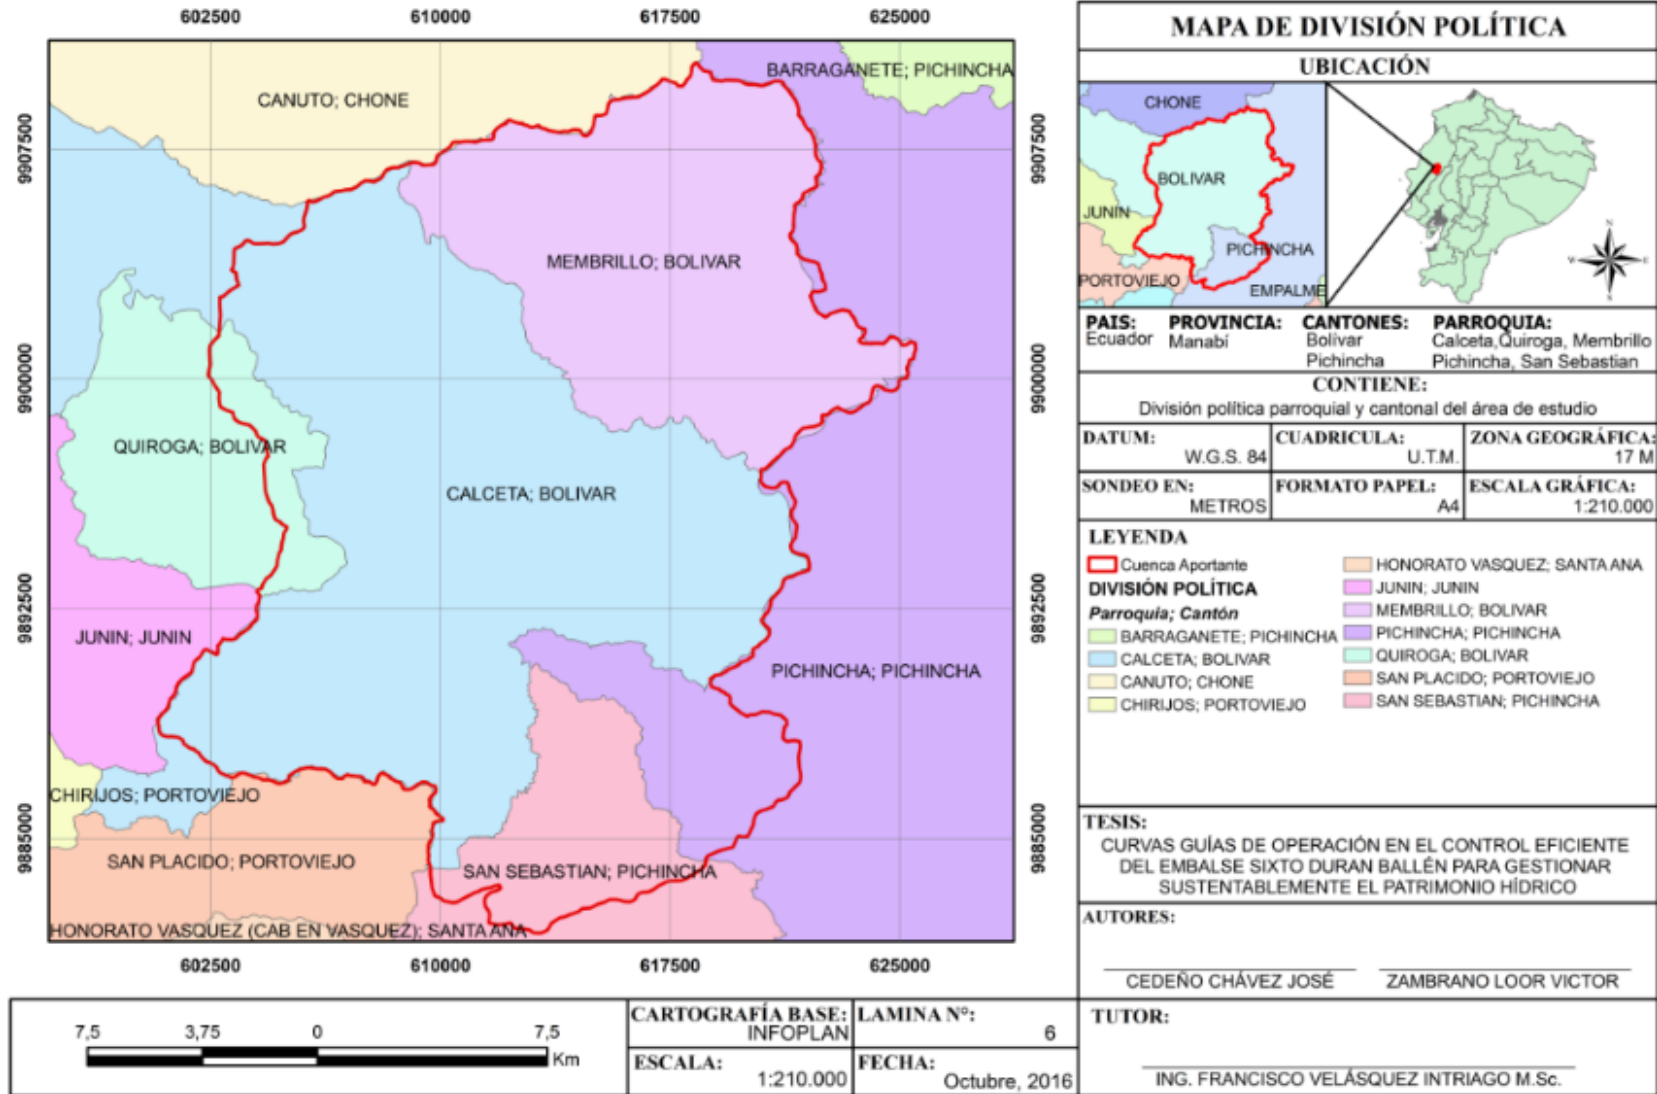 602500 610000 617500 625000
BARRAGANETE; PICHINCHA
CANUTO; CHONE
9907500
9907500
MEMBRILLO; BOLIVAR
9900000
9900000
QUIROGA; BOLIVAR
CALCETA; BOLIVAR
9892500
9892500
JUNIN; JUNIN
PICHINCHA; PICHINCHA
CHIRIJOS; PORTOVIEJO
9885000
9885000
SAN PLACIDO; PORTOVIEJO
SAN SEBASTIAN; PICHINCHA
HONORATO VASQUEZ (CAB EN VASQUEZ); SANTA ANA
602500 610000 617500 625000
7,5 3,75 0 7,5
Km
CARTOGRAFÍA BASE:
INFOPLAN
LAMINA N°:
6
ESCALA:
1:210.000
FECHA:
Octubre, 2016
MAPA DE DIVISIÓN POLÍTICA
UBICACIÓN
CHONE
BOLIVAR
JUNIN
PICHINCHA
PORTOVIEJO
EMPALME
N
W E
S
PAIS: PROVINCIA: CANTONES: PARROQUIA:
Ecuador Manabí Bolívar Calceta,Quiroga, Membrillo
Pichincha Pichincha, San Sebastian
CONTIENE:
División política parroquial y cantonal del área de estudio
DATUM: CUADRICULA: ZONA GEOGRÁFICA:
W.G.S. 84 U.T.M. 17 M
SONDEO EN: FORMATO PAPEL: ESCALA GRÁFICA:
METROS A4 1:210.000
LEYENDA
Cuenca Aportante
DIVISIÓN POLÍTICA
Parroquia; Cantón
BARRAGANETE; PICHINCHA
CALCETA; BOLIVAR
CANUTO; CHONE
CHIRIJOS; PORTOVIEJO
HONORATO VASQUEZ; SANTA ANA
JUNIN; JUNIN
MEMBRILLO; BOLIVAR
PICHINCHA; PICHINCHA
QUIROGA; BOLIVAR
SAN PLACIDO; PORTOVIEJO
SAN SEBASTIAN; PICHINCHA
TESIS:
CURVAS GUÍAS DE OPERACIÓN EN EL CONTROL EFICIENTE
DEL EMBALSE SIXTO DURAN BALLÉN PARA GESTIONAR
SUSTENTABLEMENTE EL PATRIMONIO HÍDRICO
AUTORES:
CEDEÑO CHÁVEZ JOSÉ ZAMBRANO LOOR VICTOR
TUTOR:
ING. FRANCISCO VELÁSQUEZ INTRIAGO M.Sc.